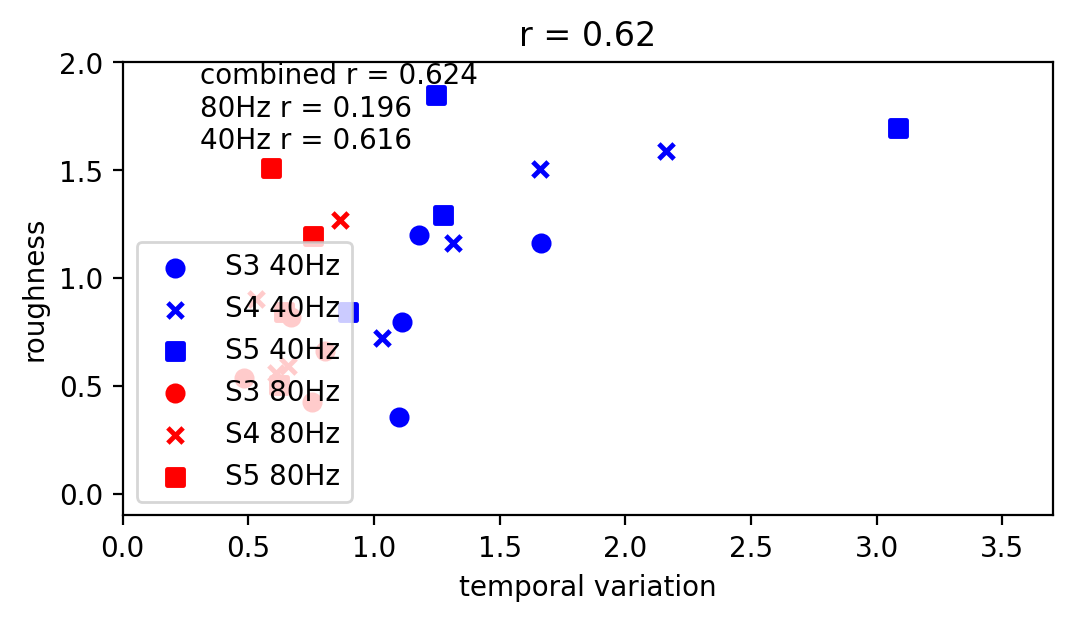 r = 0.62
combined r = 0.624
80Hz r = 0.196
40Hz r = 0.616
roughness
2.0
1.5
1.0
0.5
0.0
S3 40Hz
S4 40Hz
S5 40Hz
S3 80Hz
S4 80Hz
S5 80Hz
0.0 0.5 1.0 1.5 2.0 2.5 3.0 3.5
temporal variation